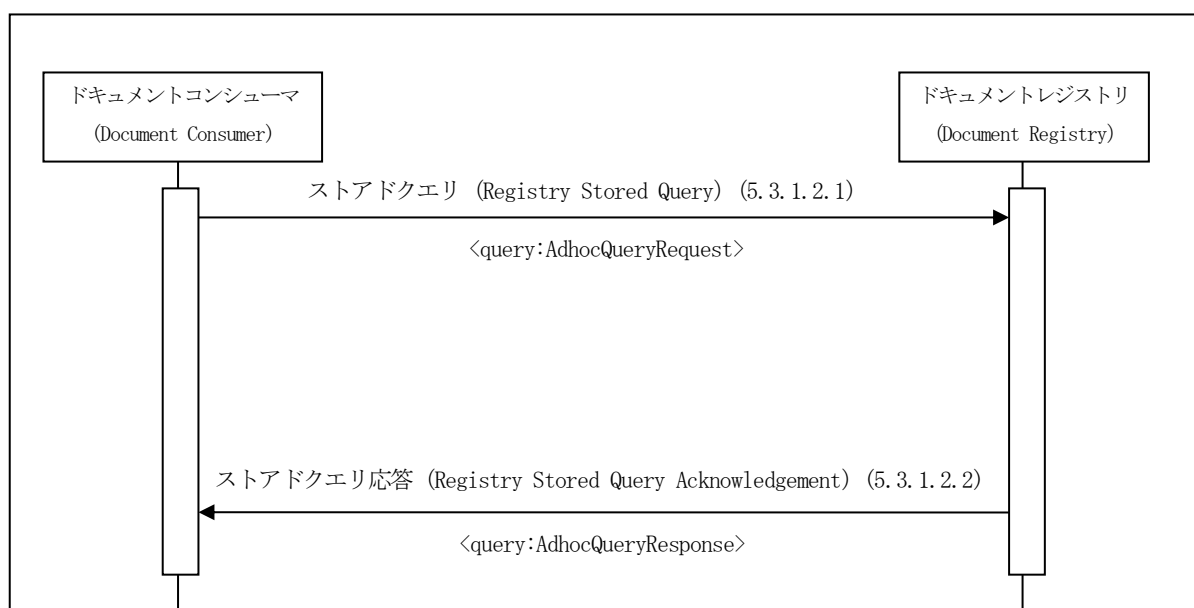 ドキュメントコンシューマ
(Document Consumer)
ドキュメントレジストリ
(Document Registry)
ストアドクエリ (Registry Stored Query) (5.3.1.2.1)
<query:AdhocQueryRequest>
ストアドクエリ応答 (Registry Stored Query Acknowledgement) (5.3.1.2.2)
<query:AdhocQueryResponse>